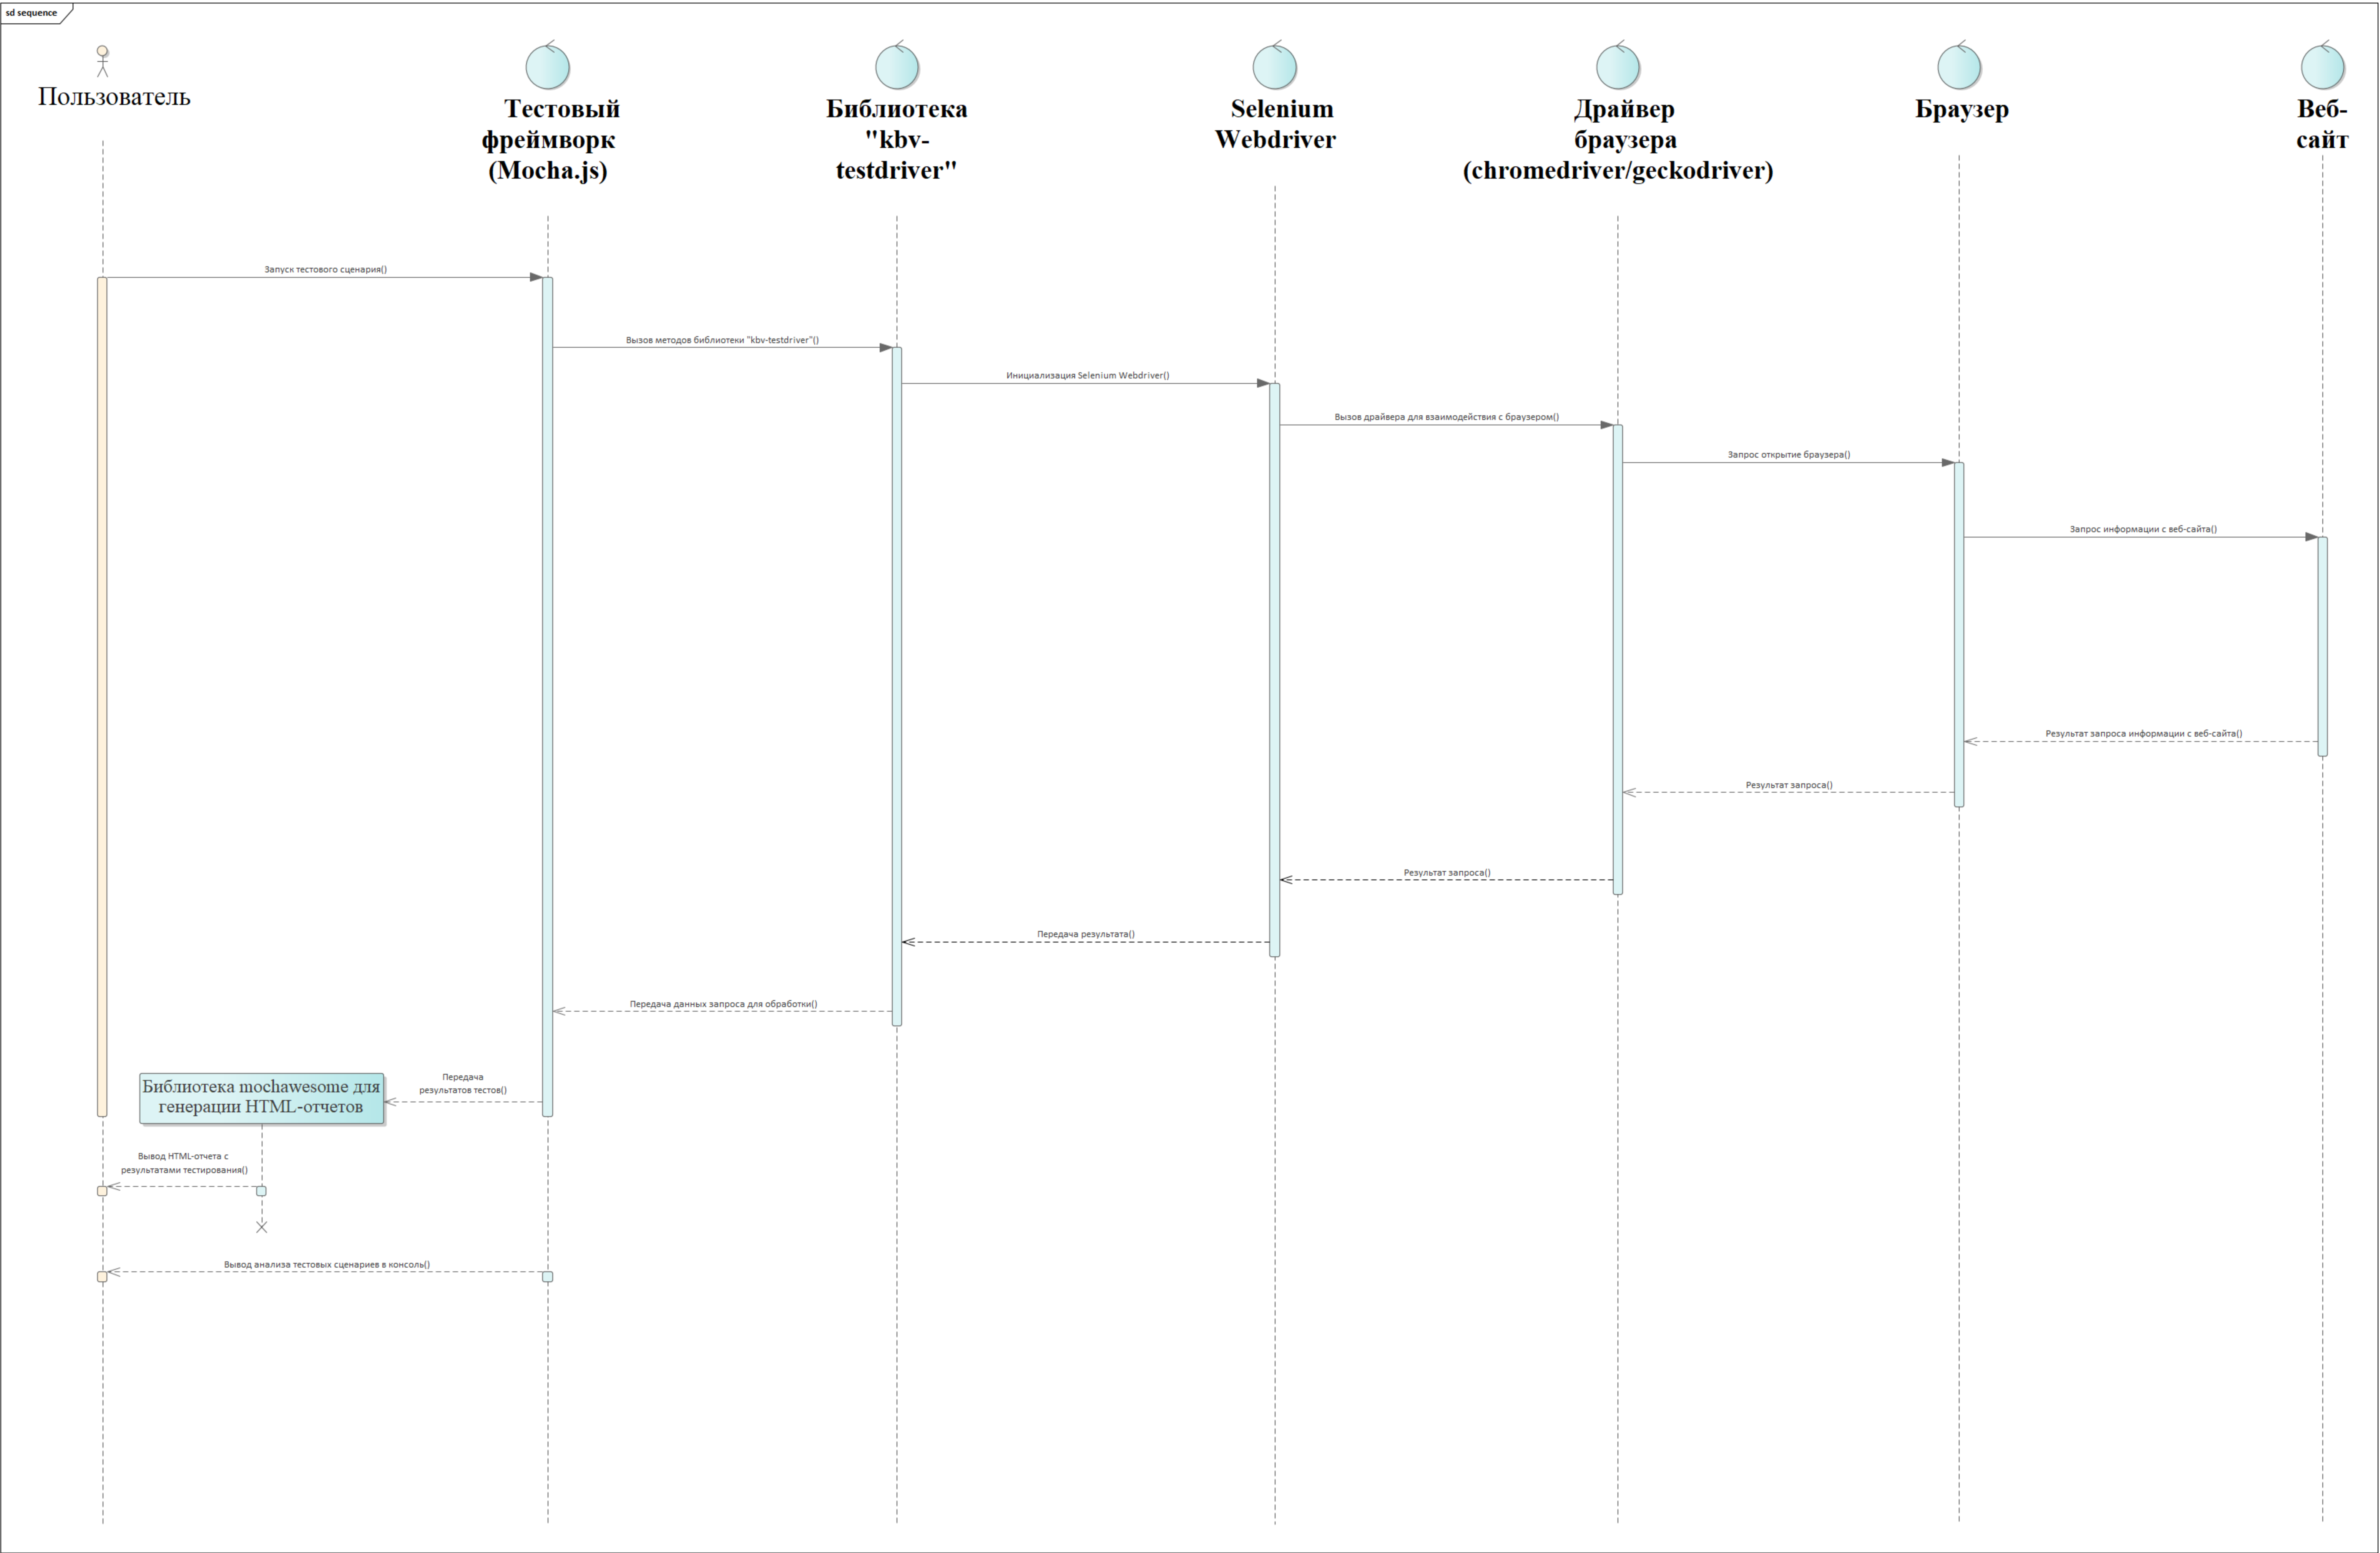 sd sequence
Пользователь
Тестовый
фреймворк
(Mocha.js)
Библиотека
"kbv-
testdriver"
Selenium
Webdriver
Драйвер
браузера
(chromedriver/geckodriver)
Браузер
Веб-
сайт
Запуск тестового сценария()
Вызов методов библиотеки "kbv-testdriver"()
Инициализация Selenium Webdriver()
Вызов драйвера для взаимодействия с браузером()
Запрос открытие браузера()
Запрос информации с веб-сайта()
Результат запроса информации с веб-сайта()
Результат запроса()
Результат запроса()
Передача результата()
Передача данных запроса для обработки()
Передача
результатов тестов()
Библиотека mochawesome для
генерации HTML-отчетов
Вывод HTML-отчета с
результатами тестирования()
Вывод анализа тестовых сценариев в консоль()